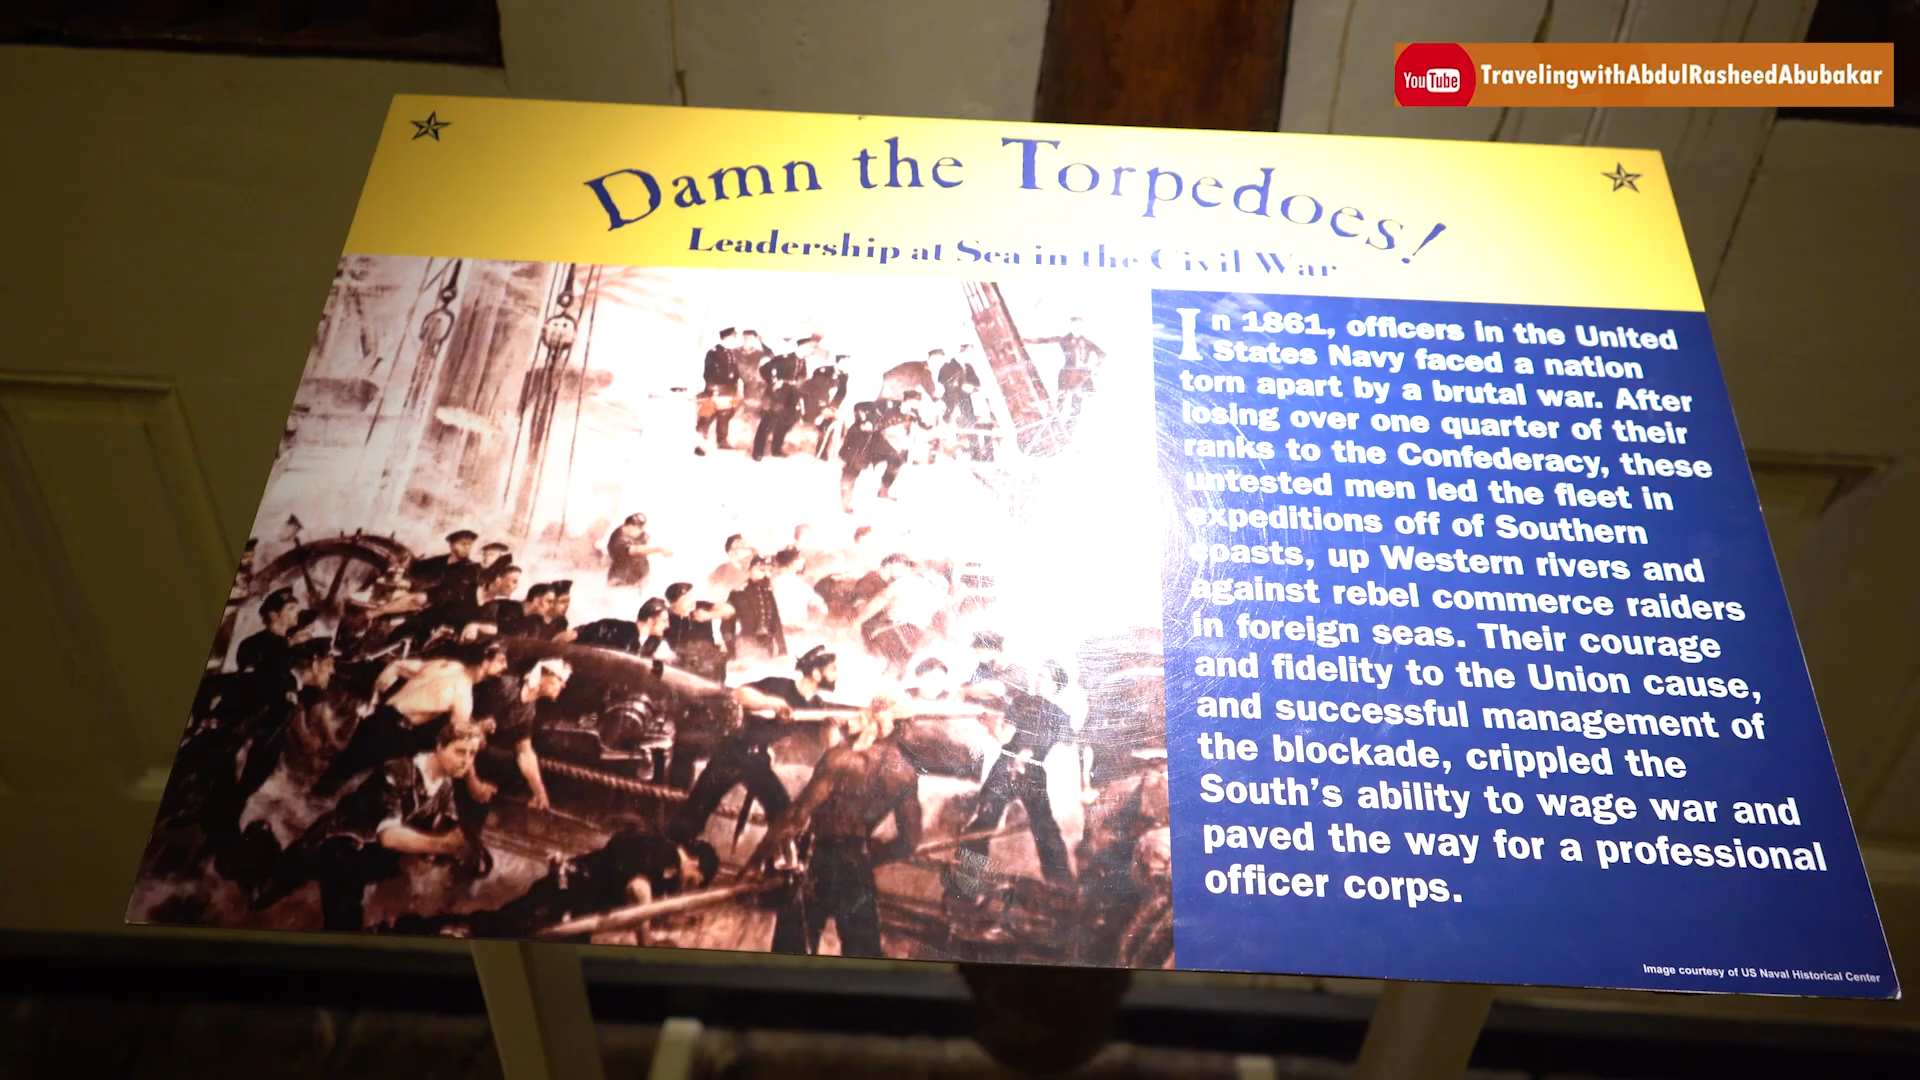 YouTube TravelingwithAbdulRasheedAbubakar
Damn the Torpedoes!
Leadership at Sea in the Civil War
In 1861, officers in the United
States Navy faced a nation
torn apart by a brutal war. After
losing over one quarter of their
ranks to the Confederacy, these
untested men led the fleet in
expeditions off of Southern
coasts, up Western rivers and
against rebel commerce raiders
in foreign seas. Their courage
and fidelity to the Union cause,
and successful management of
the blockade, crippled the
South's ability to wage war and
paved the way for a professional
officer corps.
Image courtesy of US Naval Historical Center